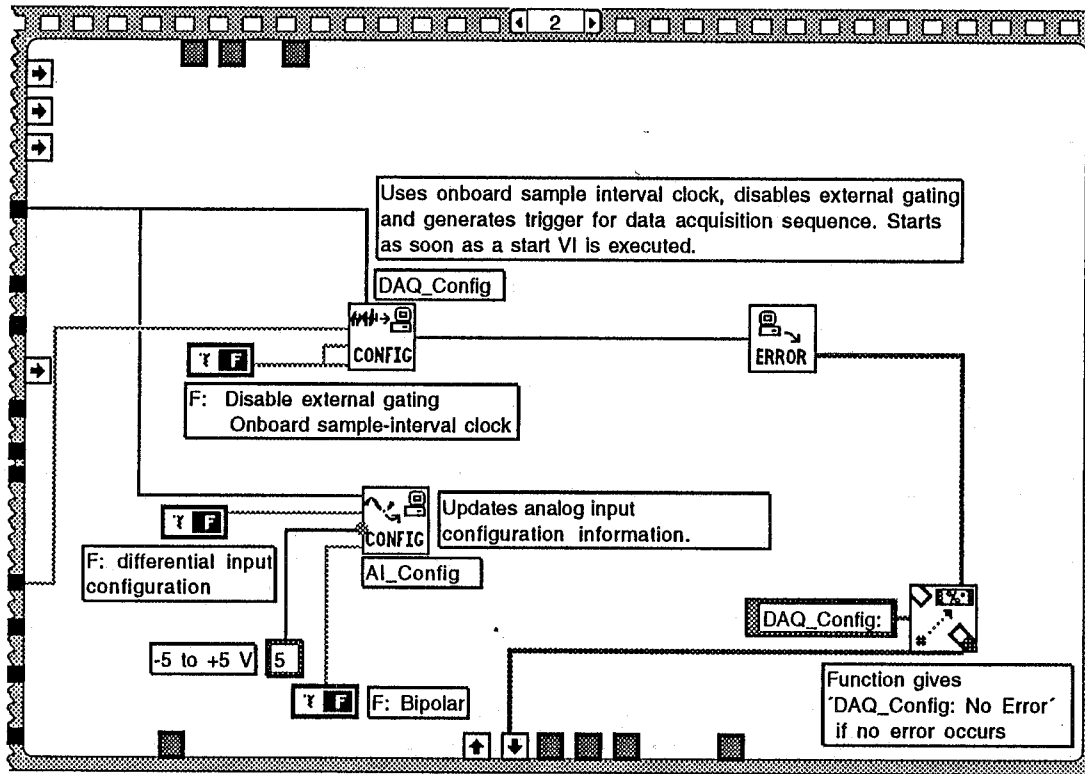 2
Uses onboard sample interval clock, disables external gating
and generates trigger for data acquisition sequence. Starts
as soon as a start VI is executed.
DAQ_Config
CONFIG
ERROR
F
F: Disable external gating
Onboard sample-interval clock
F
CONFIG
Updates analog input
configuration information.
F: differential input
configuration
AI_Config
DAQ_Config:
%
#
-5 to +5 V
5
F
F: Bipolar
Function gives
'DAQ_Config: No Error'
if no error occurs